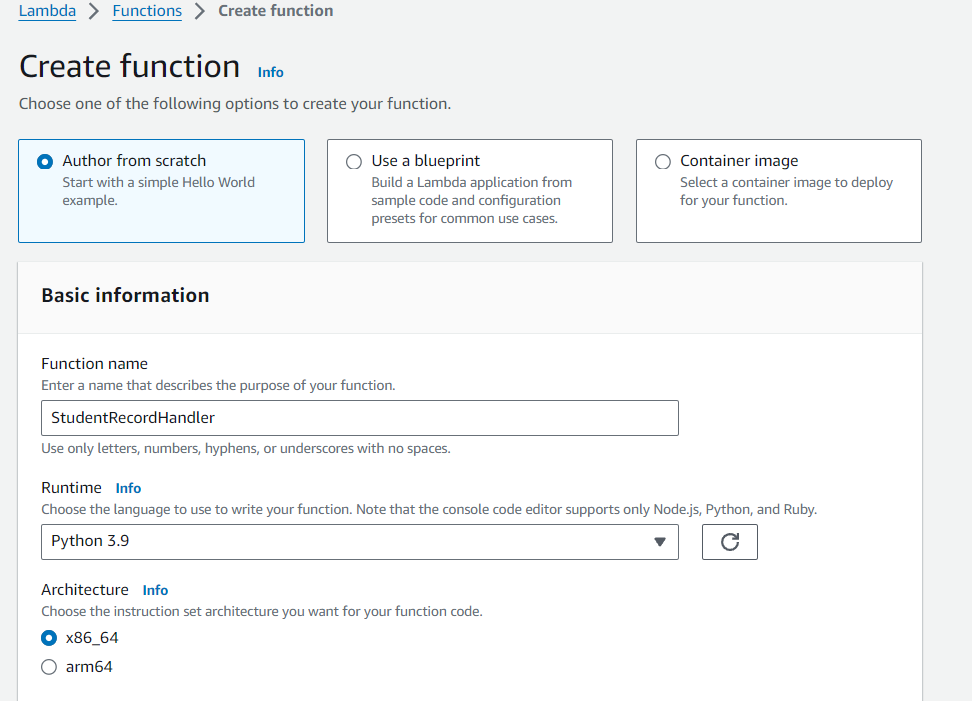 Lambda > Functions > Create function
Create function Info
Choose one of the following options to create your function.
Author from scratch
Start with a simple Hello World
example.
Use a blueprint
Build a Lambda application from
sample code and configuration
presets for common use cases.
Container image
Select a container image to deploy
for your function.
Basic information
Function name
Enter a name that describes the purpose of your function.
StudentRecordHandler
Use only letters, numbers, hyphens, or underscores with no spaces.
Runtime Info
Choose the language to use to write your function. Note that the console code editor supports only Node.js, Python, and Ruby.
Python 3.9
Architecture Info
Choose the instruction set architecture you want for your function code.
x86_64
arm64